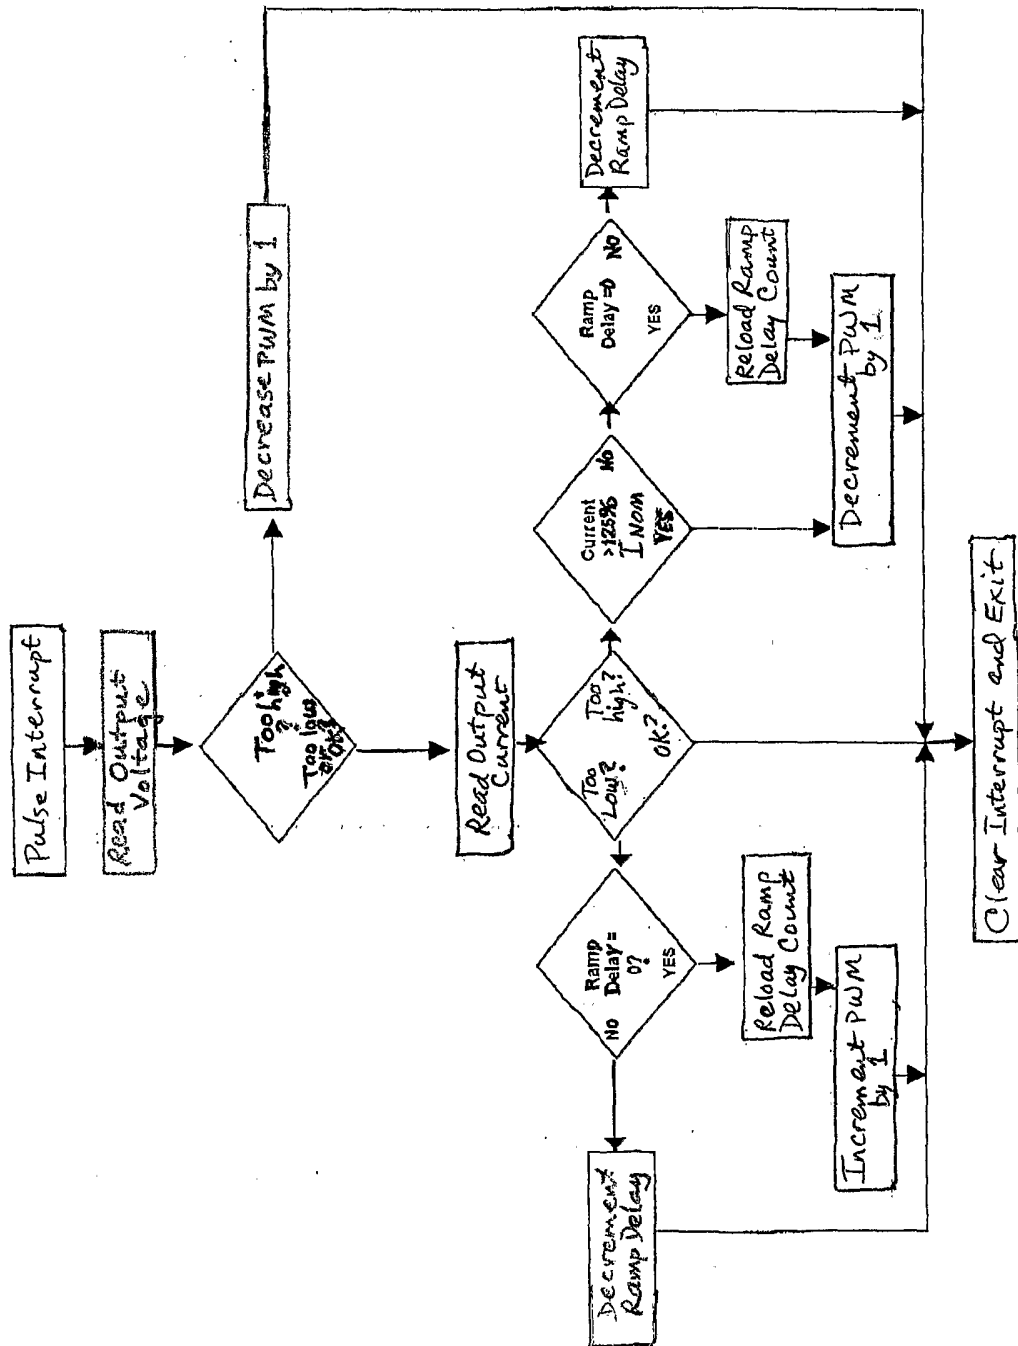 Pulse Interrupt
Read Output
Voltage
Too
high
?
Too low
or OK?
Decrease PWM by 1
Read Output
Current
Too
Low?
Too
high?
OK?
Ramp
Delay=
0?
NO
YES
Decrement
Ramp Delay
Reload Ramp
Delay Count
Increment PWM
by 1
Current
>125%
I NOM
YES
No
Ramp
Delay=0
No
YES
Decrement
Ramp Delay
Reload Ramp
Delay Count
Decrement PWM
by 1
Clear Interrupt and Exit